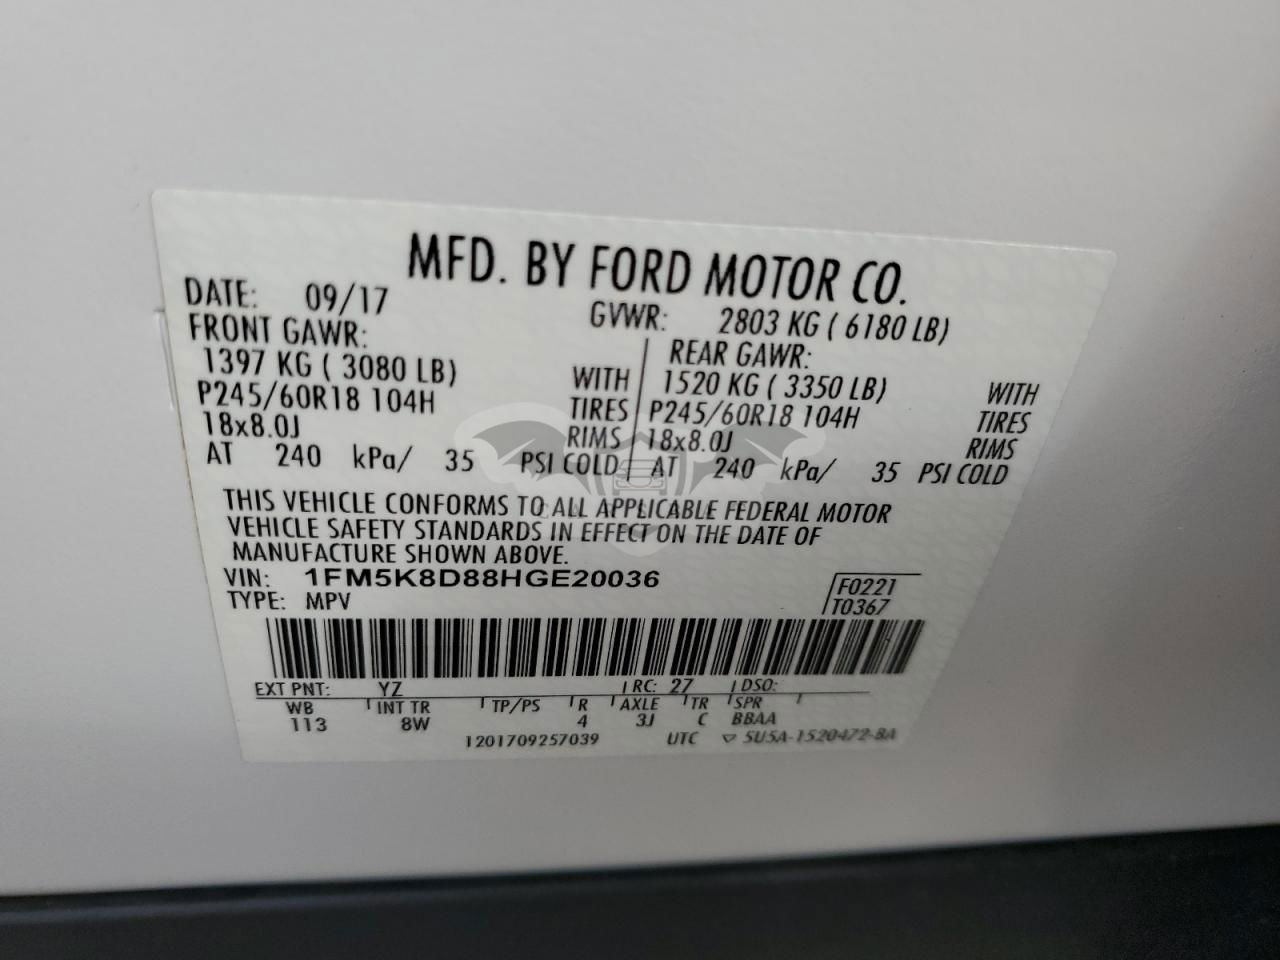 MFD. BY FORD MOTOR CO.
DATE: 09/17 GVWR: 2803 KG ( 6180 LB)
FRONT GAWR: REAR GAWR:
1397 KG ( 3080 LB) WITH 1520 KG ( 3350 LB) WITH
P245/60R18 104H TIRES P245/60R18 104H TIRES
18x8.0J RIMS 18x8.0J RIMS
AT 240 kPa/ 35 PSI COLD AT 240 kPa/ 35 PSI COLD
THIS VEHICLE CONFORMS TO ALL APPLICABLE FEDERAL MOTOR
VEHICLE SAFETY STANDARDS IN EFFECT ON THE DATE OF
MANUFACTURE SHOWN ABOVE.
VIN: 1FM5K8D88HGE20036 F0221
TYPE: MPV T0367
EXT PNT: YZ RC: 27 DSO:
WB INT TR TP/PS R AXLE TR SPR
113 8W 4 3J C BBAA
1201709257039 UTC ▽ 5U5A-1520472-BA